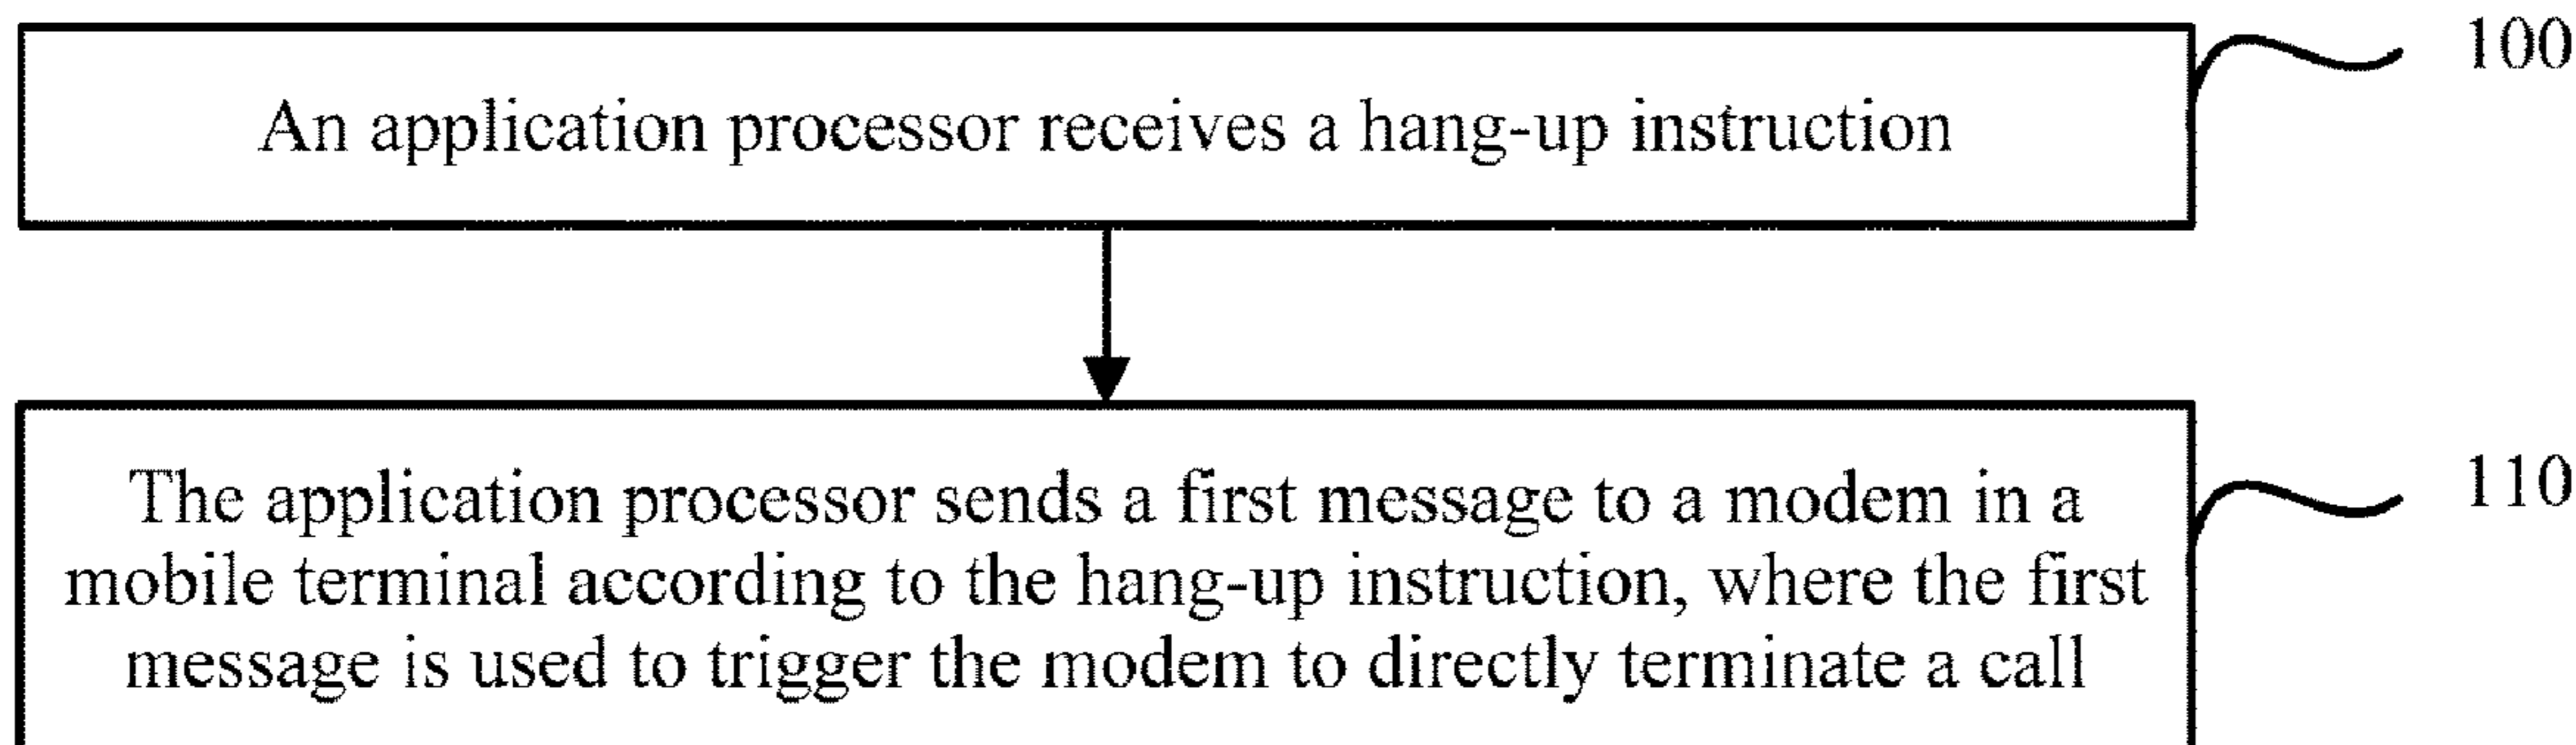 100
An application processor receives a hang-up instruction
110
The application processor sends a first message to a modem in a
mobile terminal according to the hang-up instruction, where the first
message is used to trigger the modem to directly terminate a call